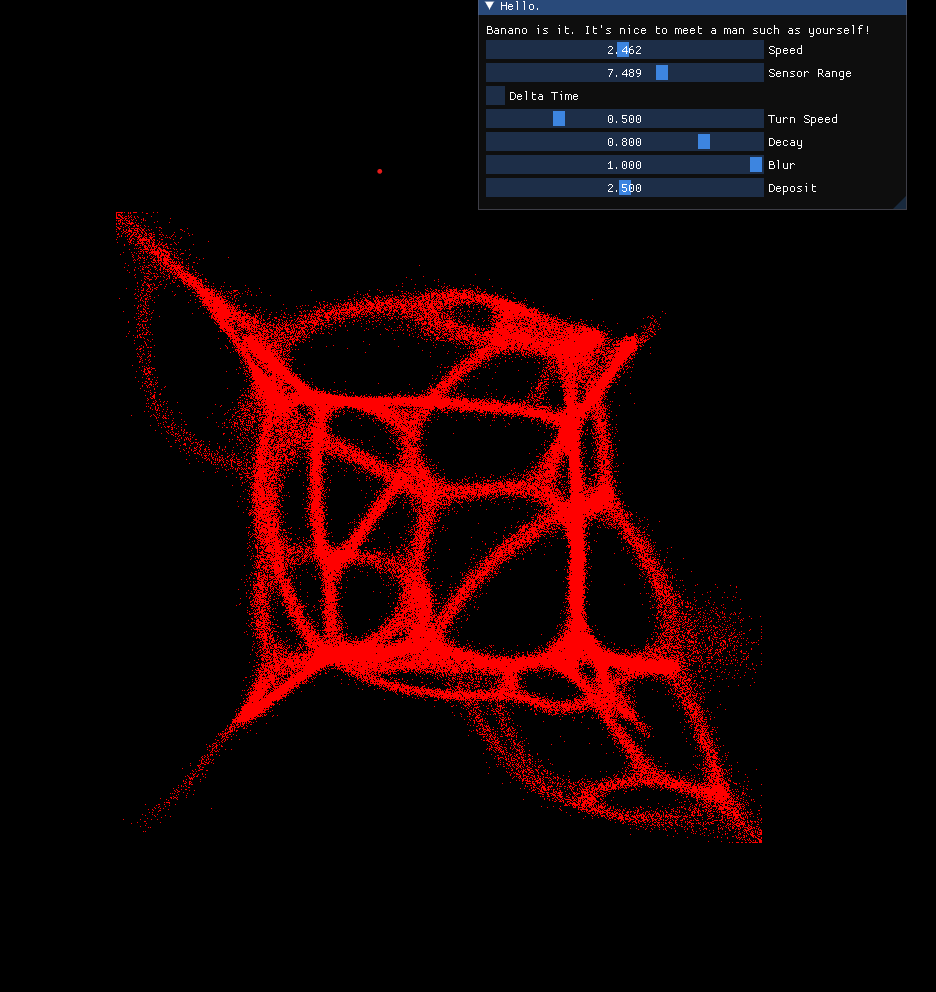 Hello.
Banano is it. It's nice to meet a man such as yourself!
2.462 Speed
7.489 Sensor Range
Delta Time
0.500 Turn Speed
0.800 Decay
1.000 Blur
2.500 Deposit